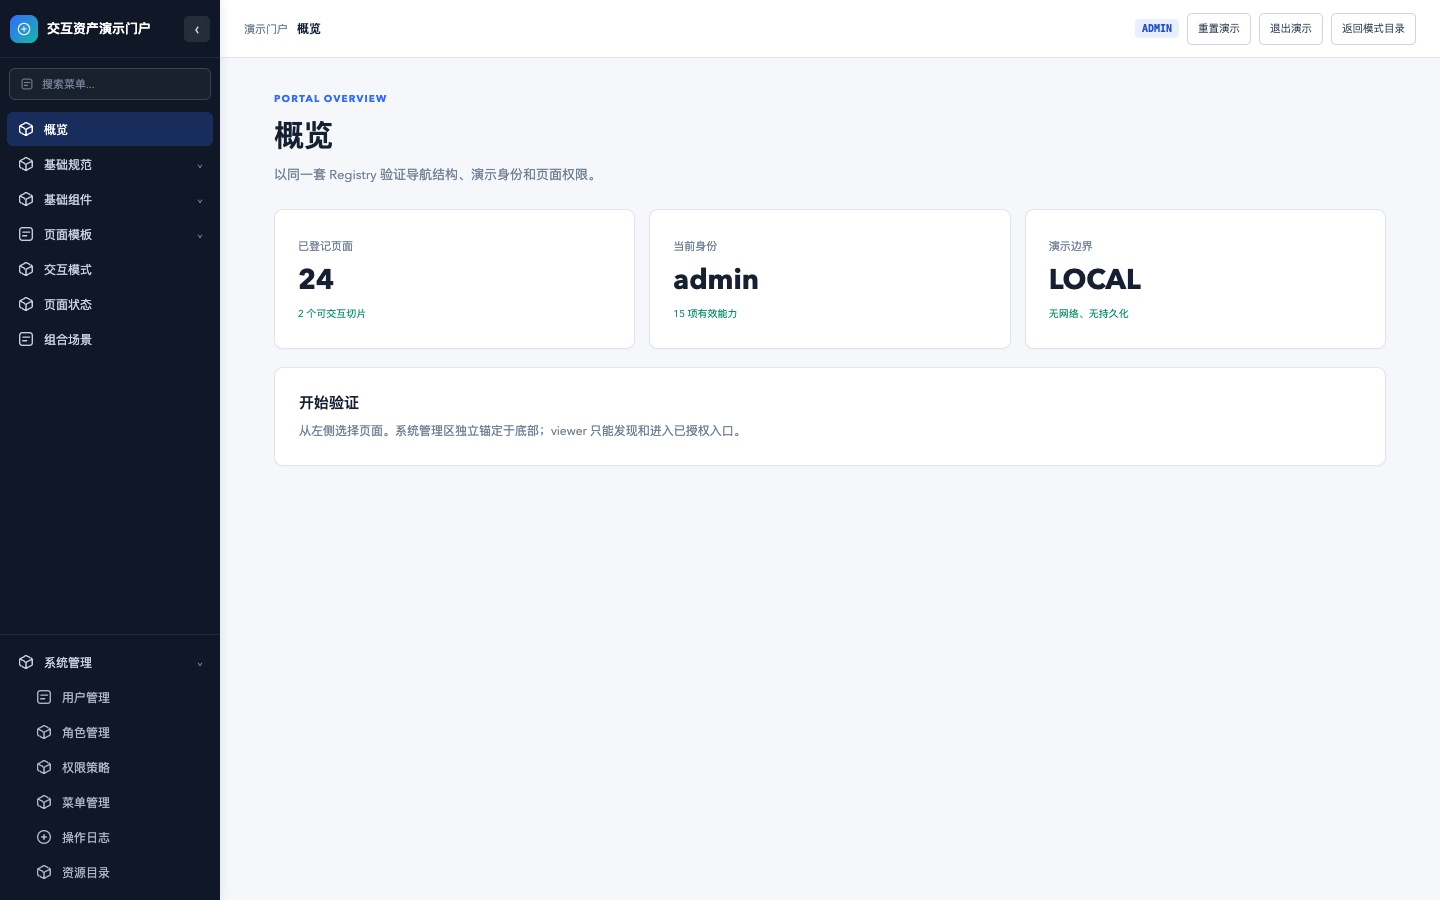 交互资产演示门户
‹
搜索菜单...
概览
基础规范
基础组件
页面模板
交互模式
页面状态
组合场景
系统管理
用户管理
角色管理
权限策略
菜单管理
操作日志
资源目录
演示门户 概览
ADMIN 重置演示 退出演示 返回模式目录
PORTAL OVERVIEW
概览
以同一套 Registry 验证导航结构、演示身份和页面权限。
已登记页面
24
2 个可交互切片
当前身份
admin
15 项有效能力
演示边界
LOCAL
无网络、无持久化
开始验证
从左侧选择页面。系统管理区独立锚定于底部；viewer 只能发现和进入已授权入口。